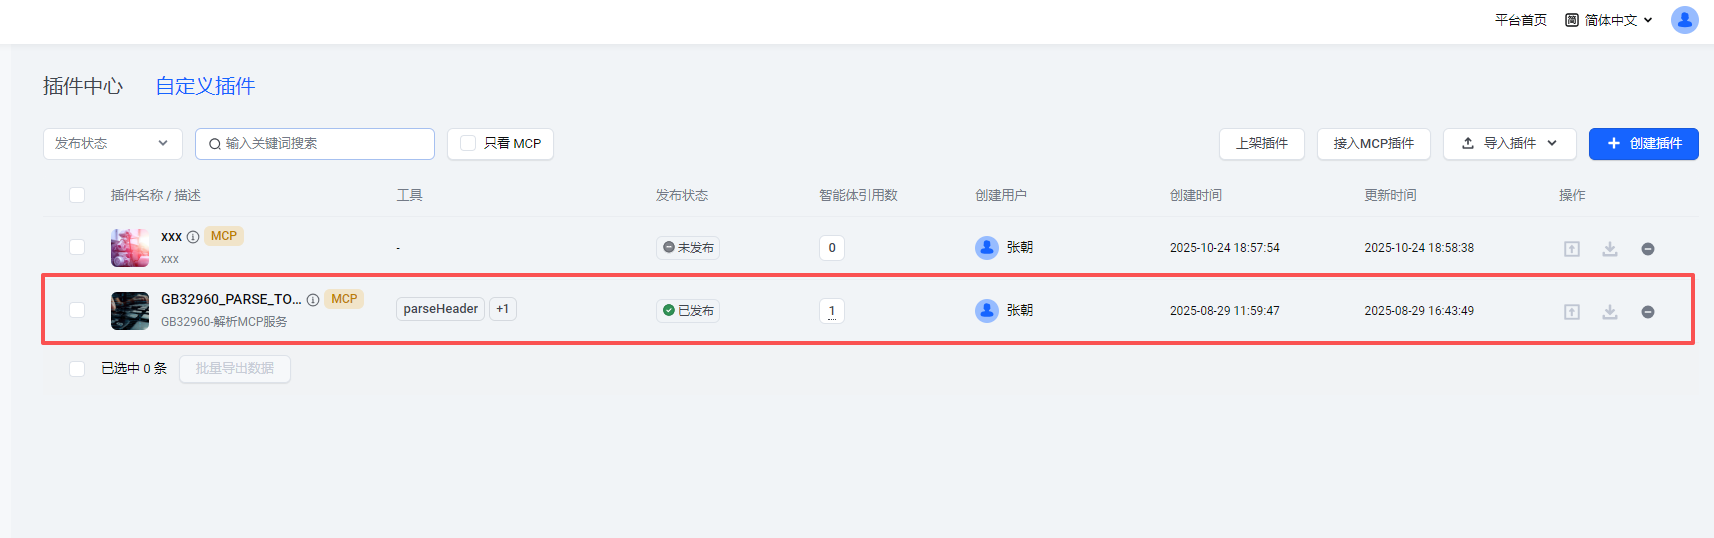 平台首页 简 简体中文
插件中心 自定义插件
发布状态 输入关键词搜索 只看 MCP 上架插件 接入MCP插件 导入插件 创建插件
插件名称 / 描述 工具 发布状态 智能体引用数 创建用户 创建时间 更新时间 操作
xxx MCP - 未发布 0 张朝 2025-10-24 18:57:54 2025-10-24 18:58:38
xxx
GB32960_PARSE_TO... MCP parseHeader +1 已发布 1 张朝 2025-08-29 11:59:47 2025-08-29 16:43:49
GB32960-解析MCP服务
已选中 0 条 批量导出数据